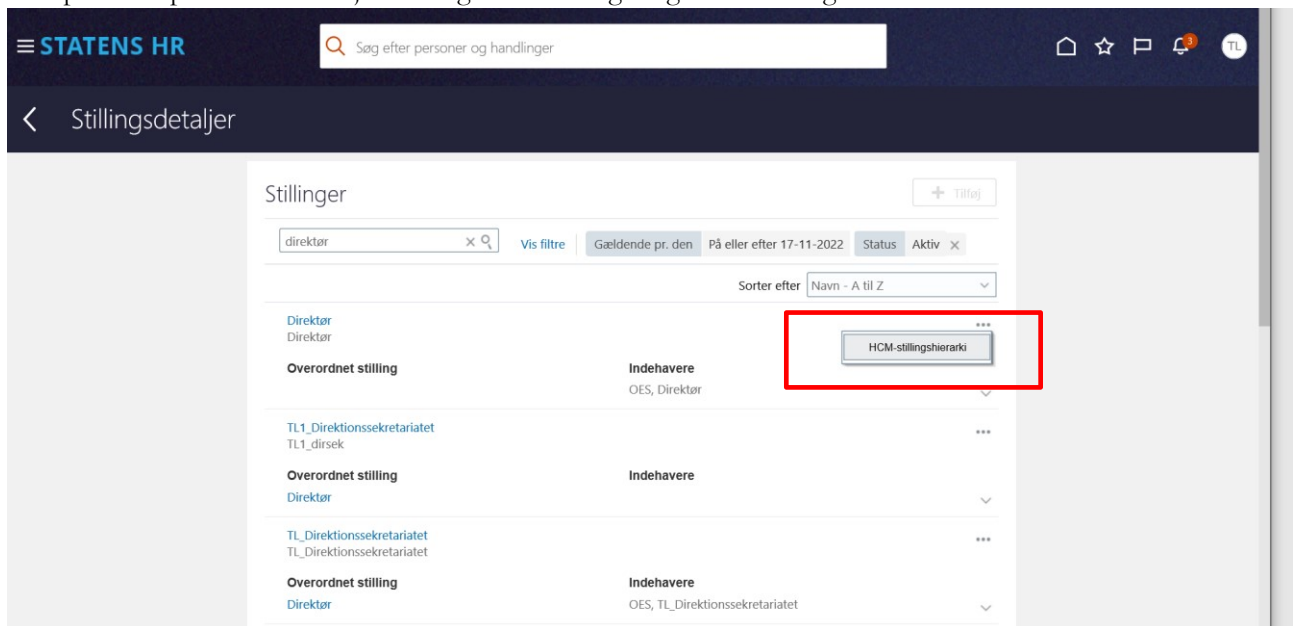 STATENS HR
Søg efter personer og handlinger
3
TL
Stillingsdetaljer
Stillinger
Tilføj
direktør
Vis filtre
Gældende pr. den På eller efter 17-11-2022
Status Aktiv
Sorter efter Navn - A til Z
Direktør
Direktør
HCM-stillingshierarki
Overordnet stilling
Indehavere
OES, Direktør
TL1_Direktionssekretariatet
TL1_dirsek
Overordnet stilling
Indehavere
Direktør
TL_Direktionssekretariatet
TL_Direktionssekretariatet
Overordnet stilling
Indehavere
Direktør
OES, TL_Direktionssekretariatet